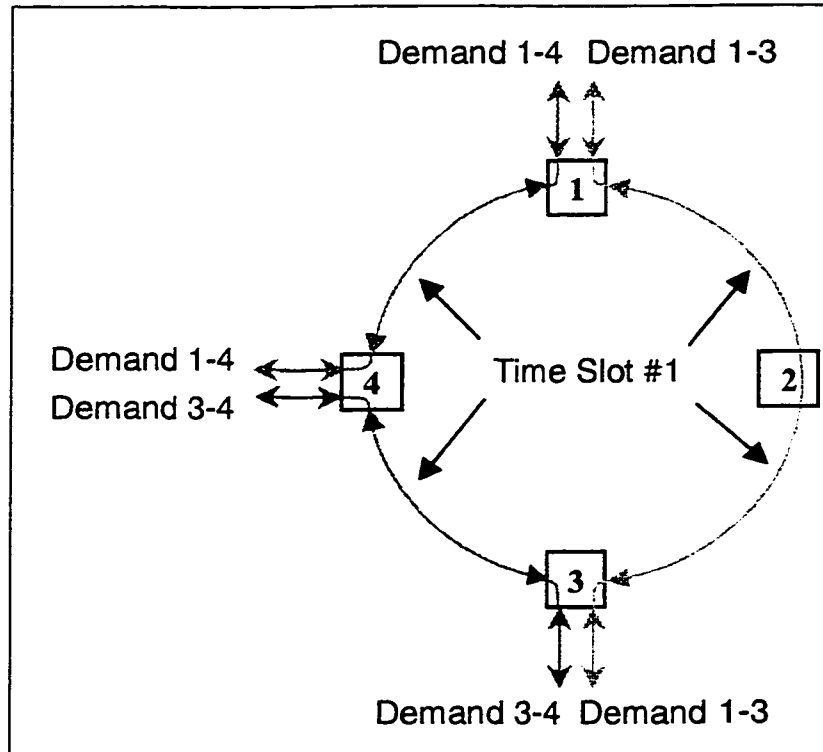 Demand 1-4 Demand 1-3
1
Demand 1-4
Demand 3-4
4
Time Slot #1
2
3
Demand 3-4 Demand 1-3